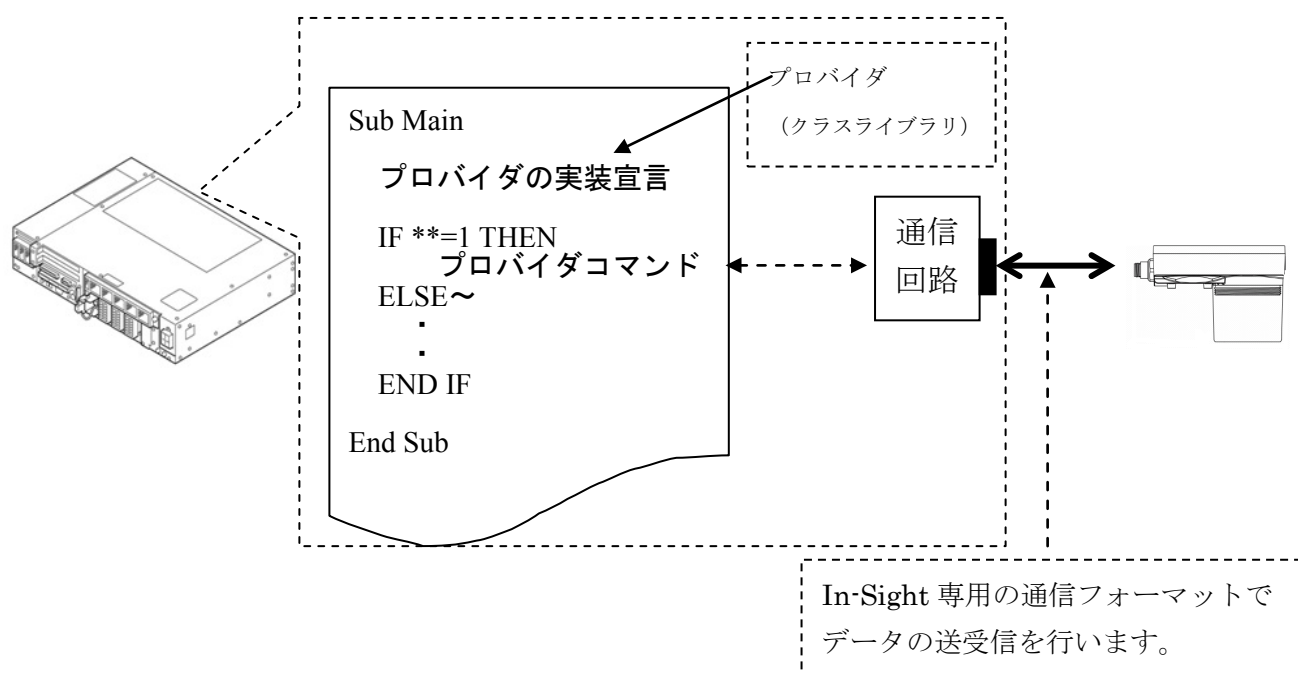 プロバイダ
（クラスライブラリ）
Sub Main
プロバイダの実装宣言
IF **=1 THEN
プロバイダコマンド
ELSE～
・
・
END IF
End Sub
通信
回路
In-Sight 専用の通信フォーマットで
データの送受信を行います。